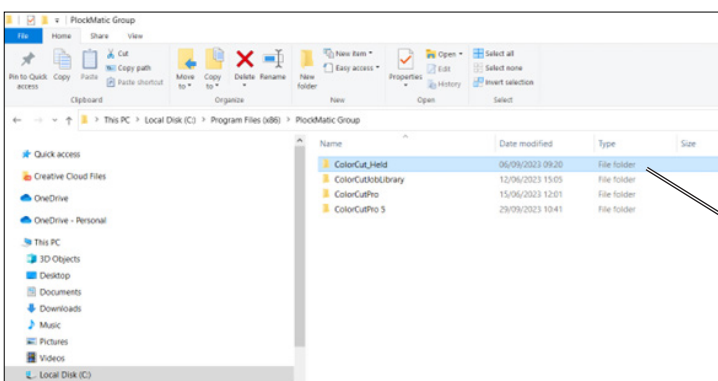 PlockMatic Group
File Home Share View
Pin to Quick access
Copy
Paste
Cut
Copy path
Paste shortcut
Clipboard
Move to
Copy to
Delete
Rename
Organize
New folder
New item
Easy access
New
Properties
Open
Edit
History
Open
Select all
Select none
Invert selection
Select
This PC > Local Disk (C:) > Program Files (x86) > PlockMatic Group
Name Date modified Type Size
ColorCut_Held 06/09/2023 09:20 File folder
ColorCutJobLibrary 12/06/2023 15:05 File folder
ColorCutPro 15/06/2023 12:01 File folder
ColorCutPro 5 29/09/2023 10:41 File folder
Quick access
Creative Cloud Files
OneDrive
OneDrive - Personal
This PC
3D Objects
Desktop
Documents
Downloads
Music
Pictures
Videos
Local Disk (C:)